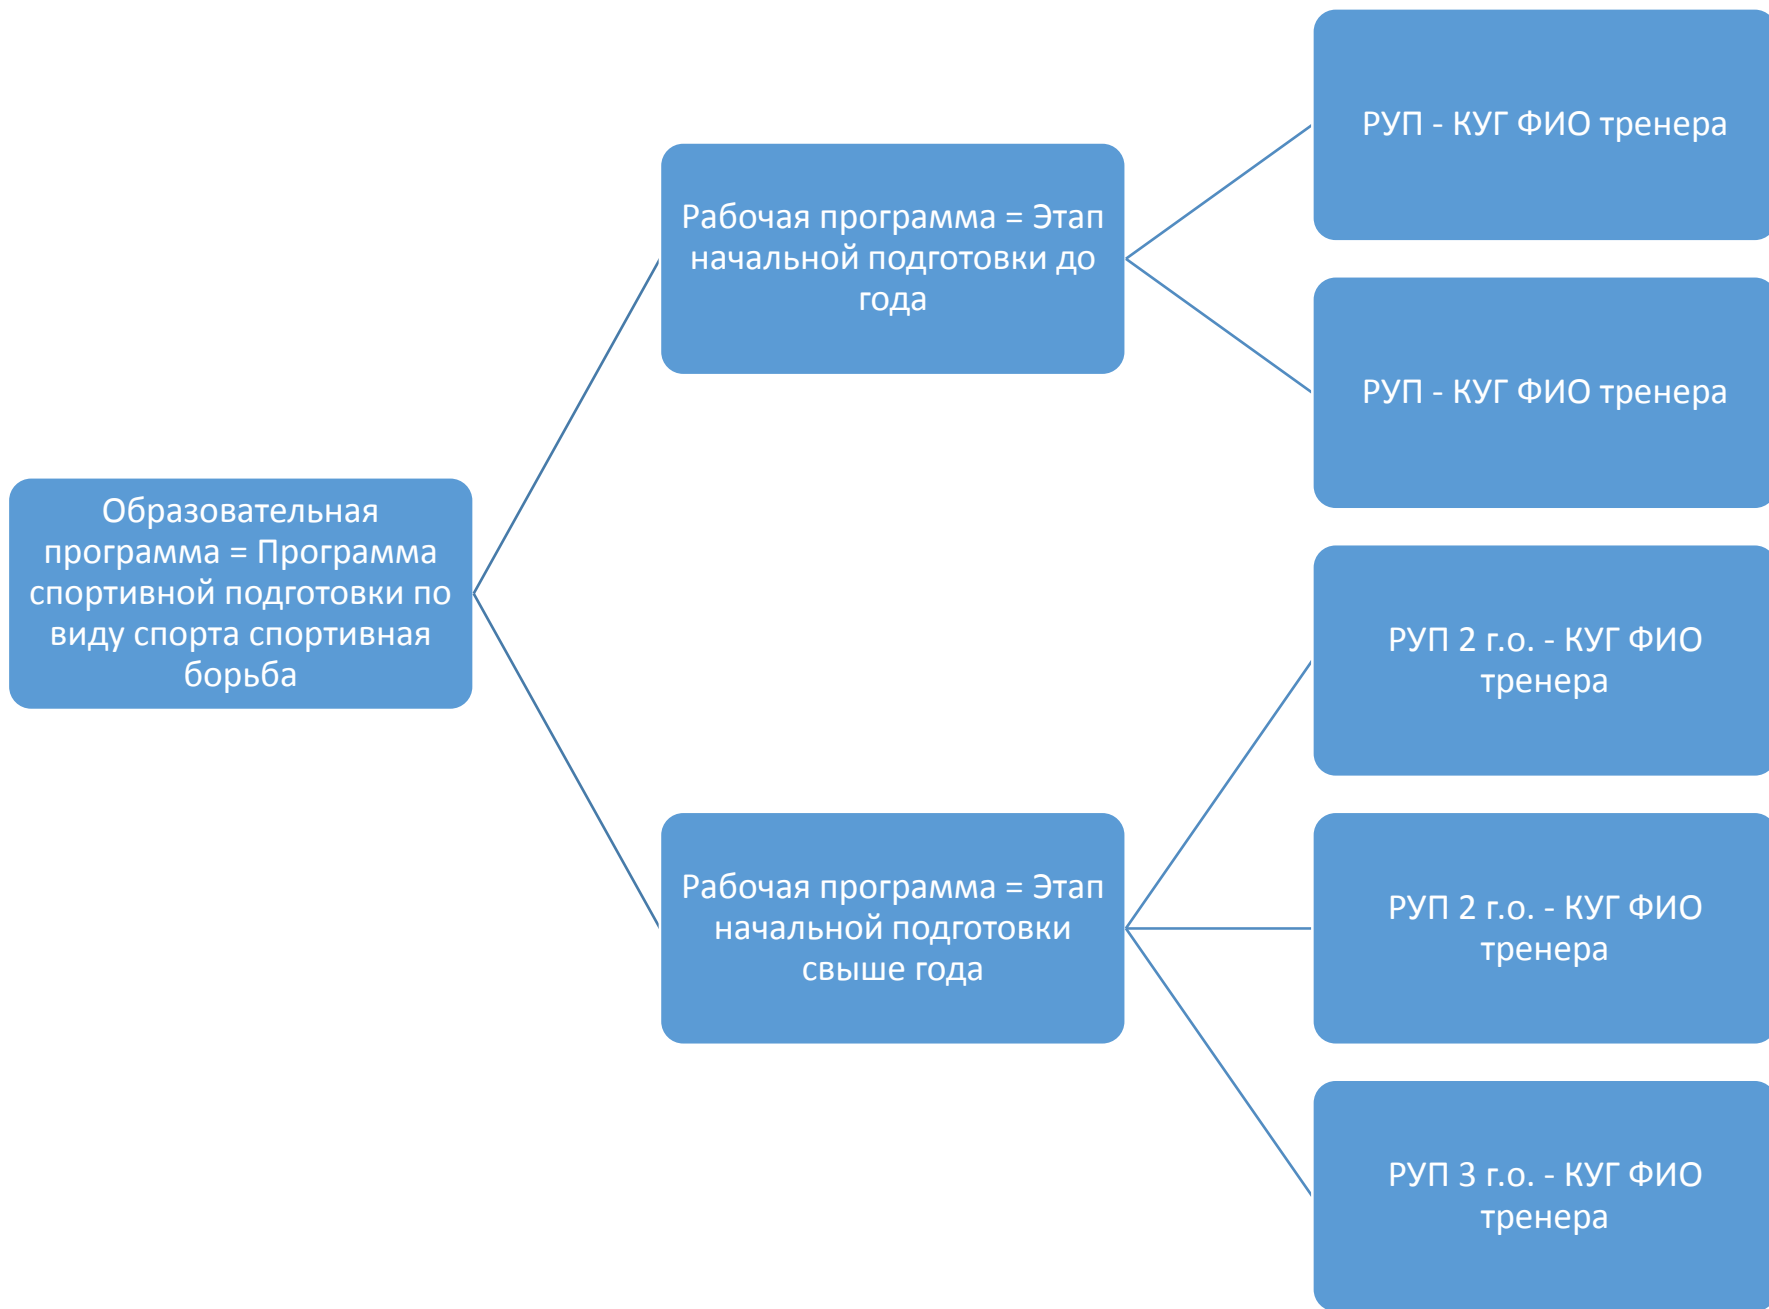 Образовательная
программа = Программа
спортивной подготовки по
виду спорта спортивная
борьба
Рабочая программа = Этап
начальной подготовки до
года
РУП - КУГ ФИО тренера
РУП - КУГ ФИО тренера
Рабочая программа = Этап
начальной подготовки
свыше года
РУП 2 г.о. - КУГ ФИО
тренера
РУП 2 г.о. - КУГ ФИО
тренера
РУП 3 г.о. - КУГ ФИО
тренера